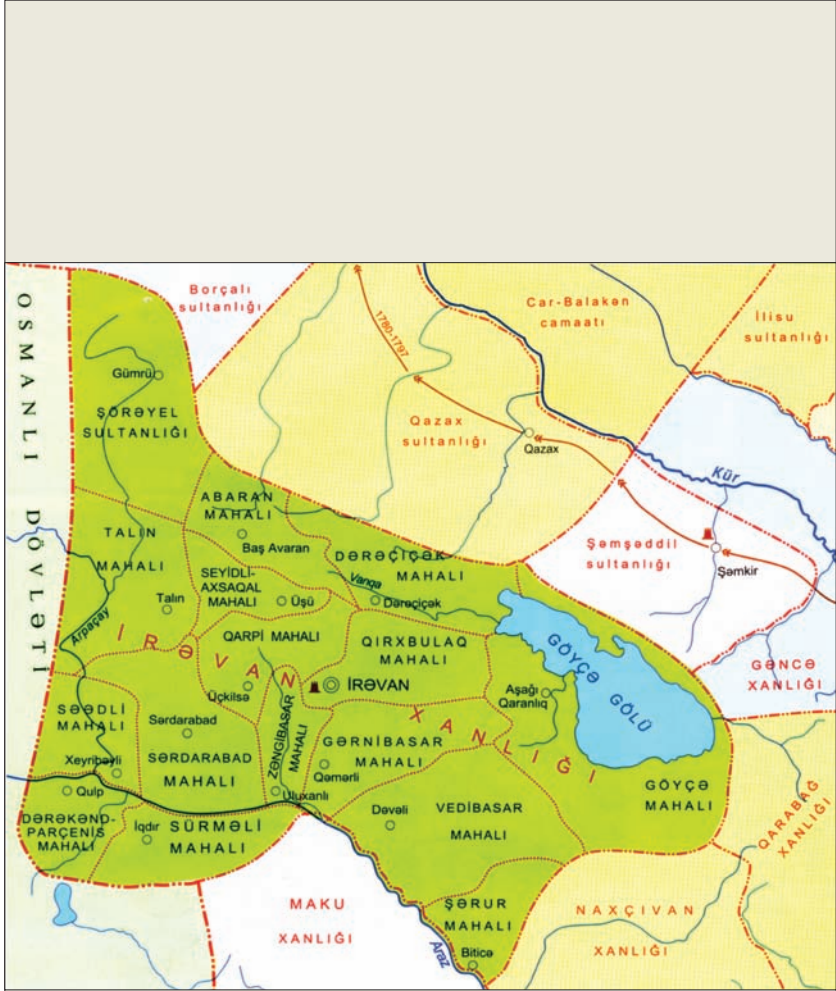 OSMANLI DÖVLƏTİ
Borçalı
sultanlığı
1780-1797
Car-Balakən
camaatı
İlisu
sultanlığı
Gümrü
ŞÖRƏYEL
SULTANLIĞI
Qazax
sultanlığı
Qazax
Kür
ABARAN
MAHALI
Baş Avaran
TALIN
MAHALI
Talın
SEYİDLİ-
AXSAQAL
MAHALI
Üşü
DƏRƏÇİÇƏK
MAHALI
Vanqa
Dərəçiçək
Şəmşəddil
sultanlığı
Şəmkir
GƏNCƏ
XANLIĞI
Arpaçay
İRƏVAN
XANLIĞI
QARPİ MAHALI
Üçkilsə
QIRXBULAQ
MAHALI
İRƏVAN
Aşağı
Qaranlıq
GÖYÇƏ GÖLÜ
SƏƏDLİ
MAHALI
Xeyribəyli
Sərdarabad
SƏRDARABAD
MAHALI
ZƏNGİBASAR
MAHALI
Uluxanlı
GƏRNİBASAR
MAHALI
Qəmərli
GÖYÇƏ
MAHALI
QARABAĞ
XANLIĞI
Qulp
DƏRƏKƏND-
PARÇENİS
MAHALI
İqdır
SÜRMƏLİ
MAHALI
Dəvəli
VEDİBASAR
MAHALI
MAKU
XANLIĞI
Araz
ŞƏRUR
MAHALI
Biticə
NAXÇIVAN
XANLIĞI